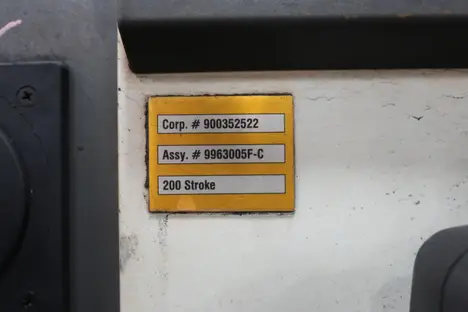 Corp. # 900352522
Assy. # 9963005F-C
200 Stroke